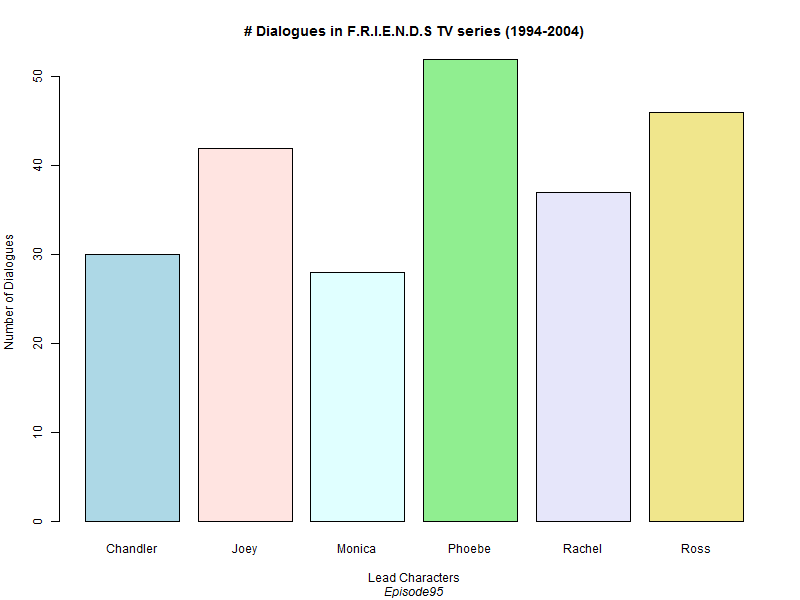 # Dialogues in F.R.I.E.N.D.S TV series (1994-2004)
Number of Dialogues
50
40
30
20
10
0
Chandler Joey Monica Phoebe Rachel Ross
Lead Characters
Episode95